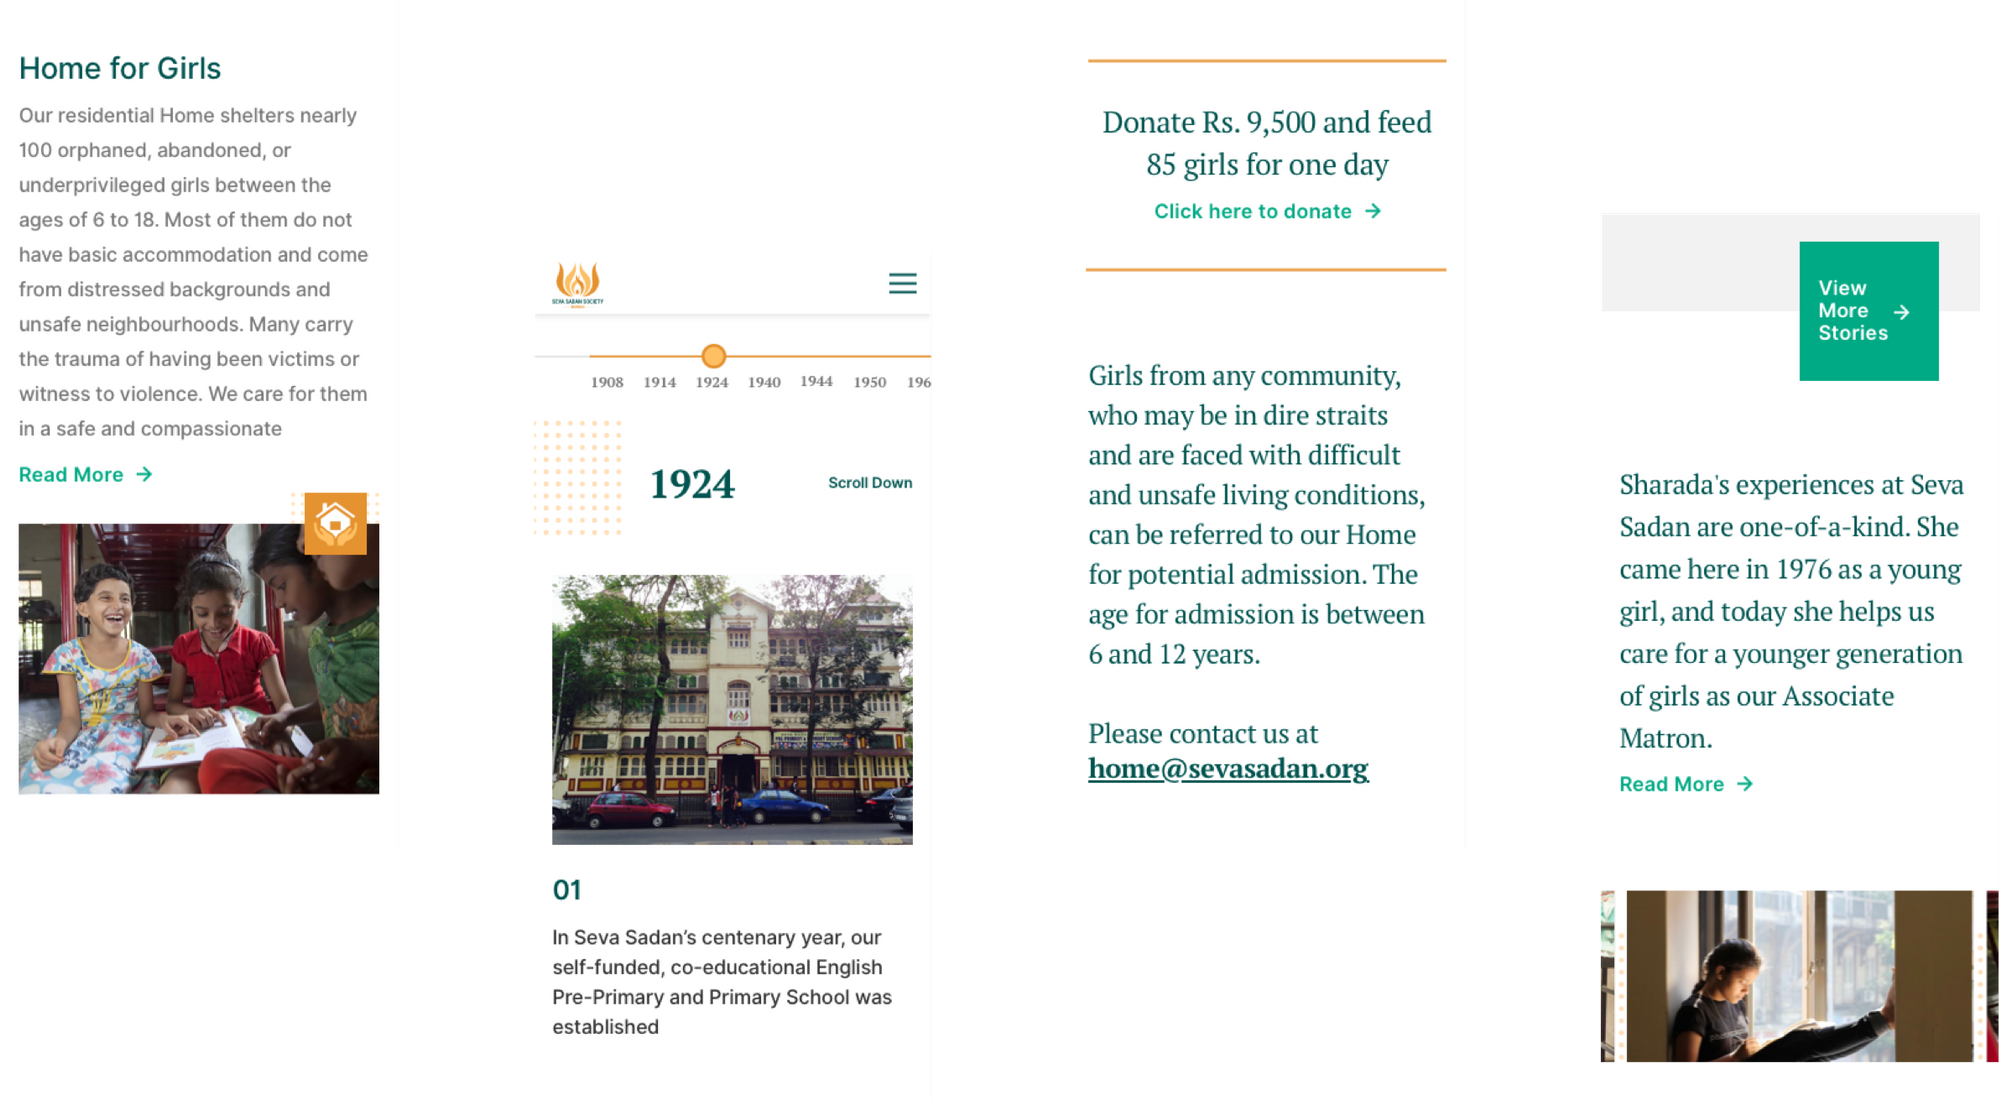 Home for Girls
Our residential Home shelters nearly
100 orphaned, abandoned, or
underprivileged girls between the
ages of 6 to 18. Most of them do not
have basic accommodation and come
from distressed backgrounds and
unsafe neighbourhoods. Many carry
the trauma of having been victims or
witness to violence. We care for them
in a safe and compassionate
Read More
SEVA SADAN SOCIETY
1908 1914 1924 1940 1944 1950 196
1924
Scroll Down
01
In Seva Sadan’s centenary year, our
self-funded, co-educational English
Pre-Primary and Primary School was
established
Donate Rs. 9,500 and feed
85 girls for one day
Click here to donate
Girls from any community,
who may be in dire straits
and are faced with difficult
and unsafe living conditions,
can be referred to our Home
for potential admission. The
age for admission is between
6 and 12 years.
Please contact us at
home@sevasadan.org
View
More
Stories
Sharada's experiences at Seva
Sadan are one-of-a-kind. She
came here in 1976 as a young
girl, and today she helps us
care for a younger generation
of girls as our Associate
Matron.
Read More